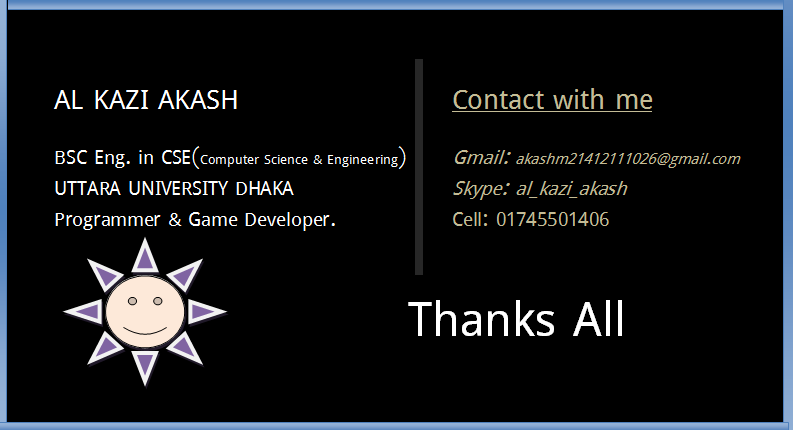 AL KAZI AKASH
BSC Eng. in CSE(Computer Science & Engineering)
UTTARA UNIVERSITY DHAKA
Programmer & Game Developer.
Contact with me
Gmail: akashm21412111026@gmail.com
Skype: al_kazi_akash
Cell: 01745501406
Thanks All